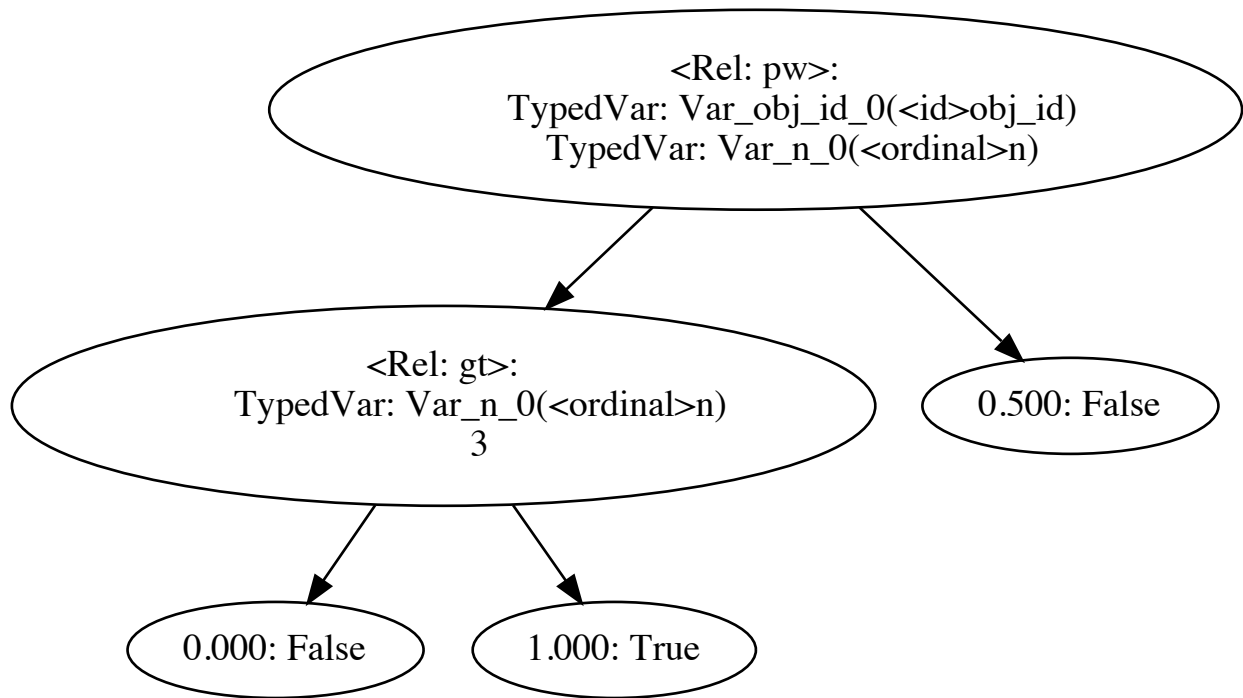 <Rel: pw>:
TypedVar: Var_obj_id_0(<id>obj_id)
TypedVar: Var_n_0(<ordinal>n)
<Rel: gt>:
TypedVar: Var_n_0(<ordinal>n)
3
0.500: False
0.000: False
1.000: True